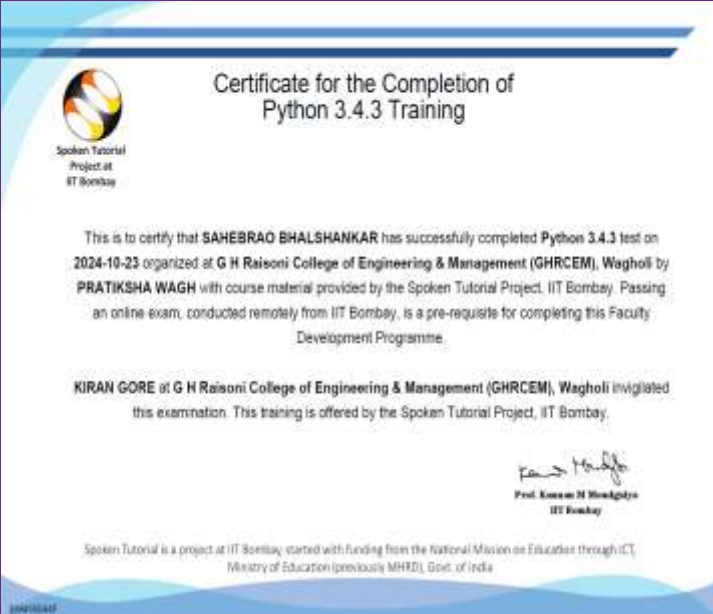 Certificate for the Completion of
Python 3.4.3 Training
Spoken Tutorial
Project at
IIT Bombay
This is to certify that SAHEBRAO BHALSHANKAR has successfully completed Python 3.4.3 test on
2024-10-23 organized at G H Raisoni College of Engineering & Management (GHRCEM), Wagholi by
PRATIKSHA WAGH with course material provided by the Spoken Tutorial Project, IIT Bombay. Passing
an online exam, conducted remotely from IIT Bombay, is a pre-requisite for completing this Faculty
Development Programme.
KIRAN GORE at G H Raisoni College of Engineering & Management (GHRCEM), Wagholi invigilated
this examination. This training is offered by the Spoken Tutorial Project, IIT Bombay.
Prof. Kannan M Moudgalya
IIT Bombay
Spoken Tutorial is a project at IIT Bombay, started with funding from the National Mission on Education through ICT,
Ministry of Education (previously MHRD), Govt. of India